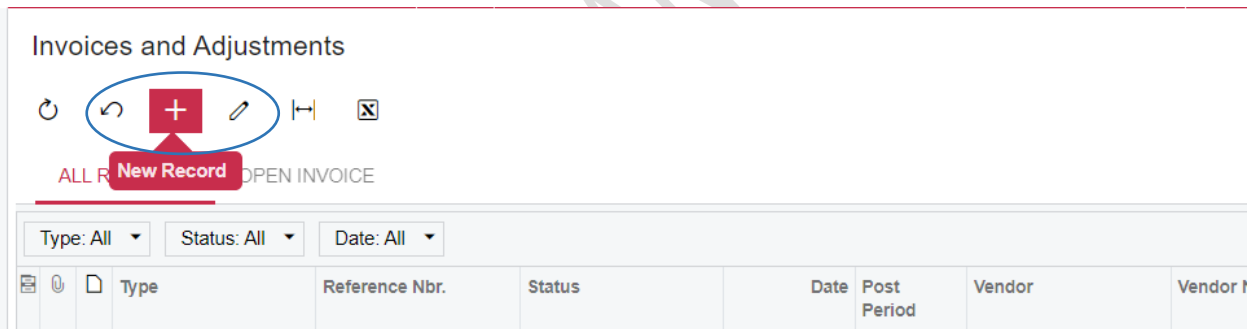 Invoices and Adjustments
New Record
ALL R OPEN INVOICE
Type: All Status: All Date: All
Type Reference Nbr. Status Date Post Period Vendor Vendor N